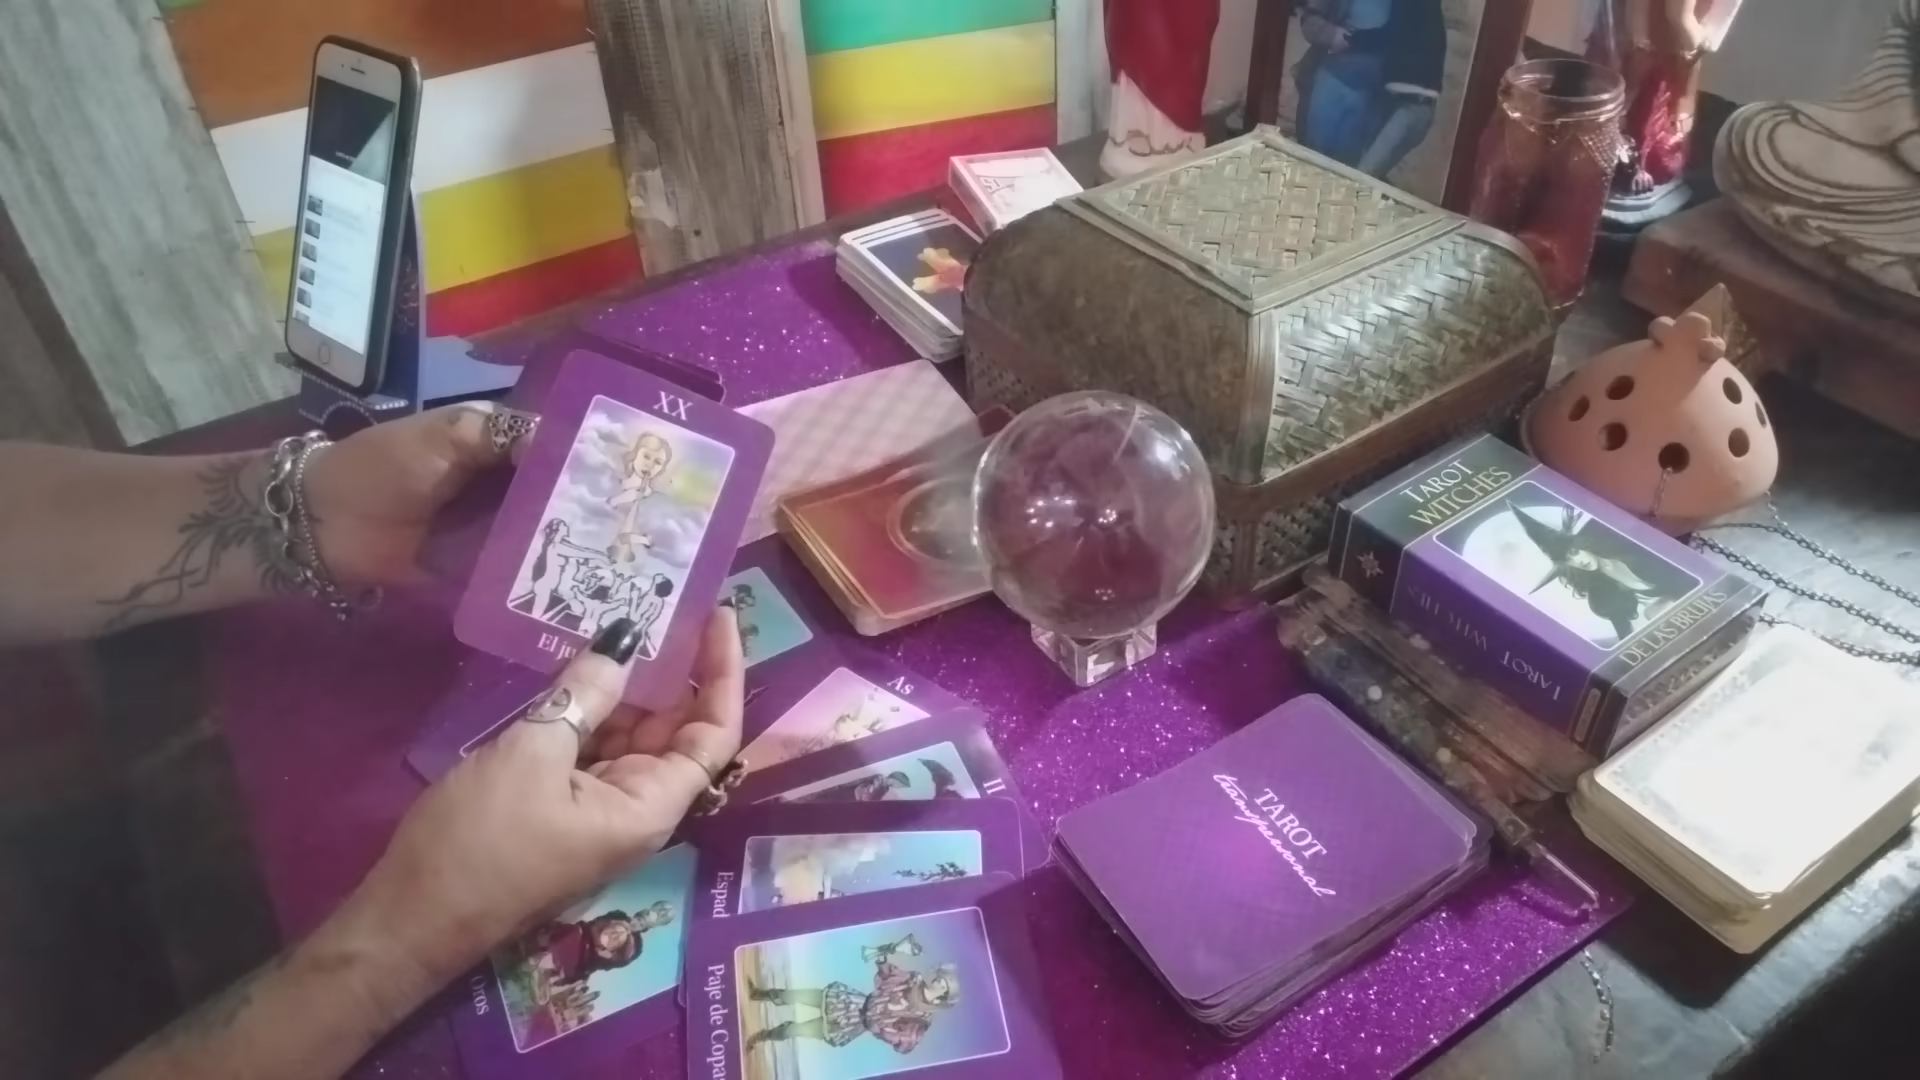 XX
El ju
As
II
Espad
Oros
Paje de Copas
TAROT
transpersonal
TAROT
WITCHES
TAROT WITCHES
DE LAS BRUJAS